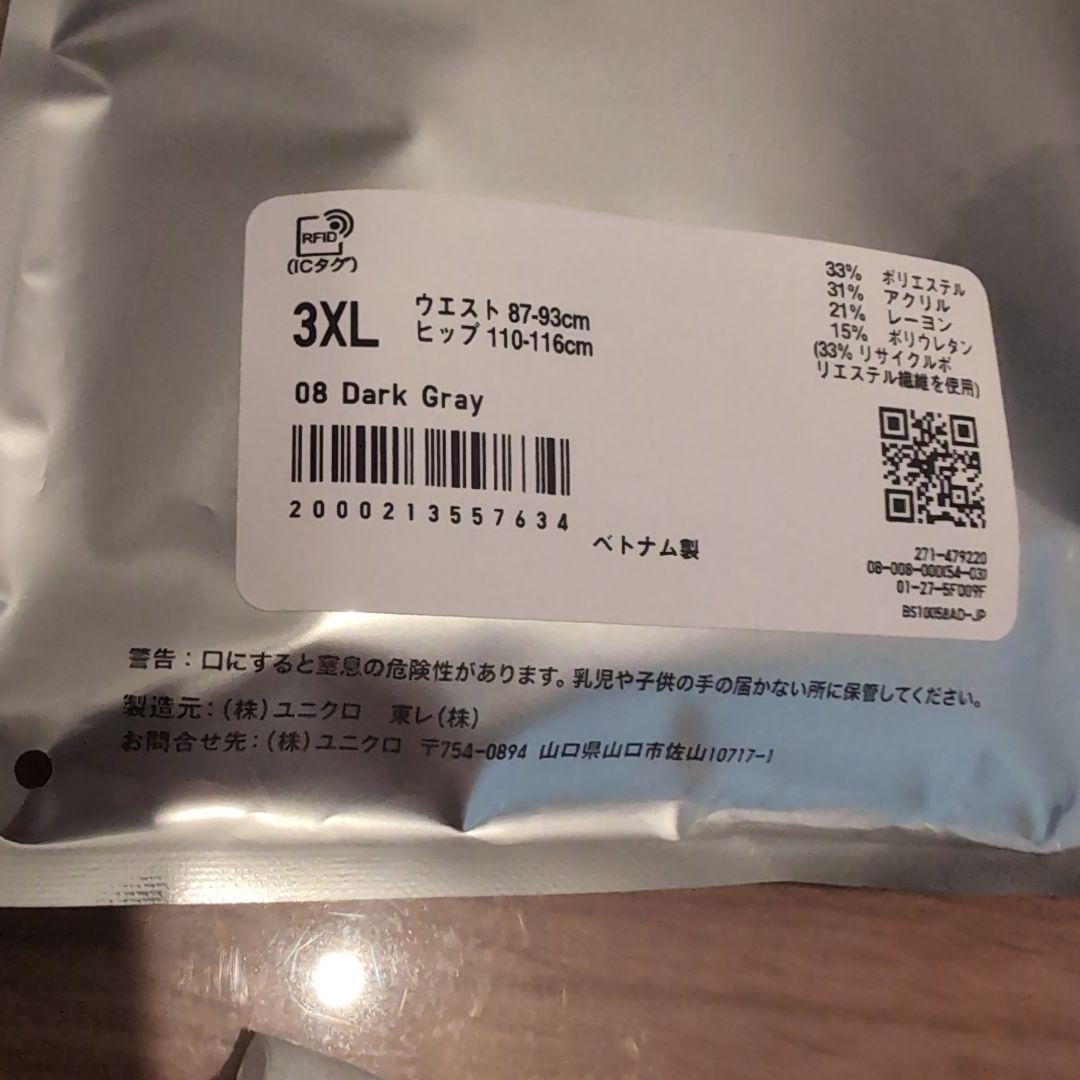 RFID
(ICタグ)
3XL
ウエスト 87-93cm
ヒップ 110-116cm
08 Dark Gray
2000213557634
ベトナム製
33% ポリエステル
31% アクリル
21% レーヨン
15% ポリウレタン
(33% リサイクルポ
リエステル繊維を使用)
271-479220
08-008-000(54-03)
01-27-5F009F
BS10058AD-JP
警告：口にすると窒息の危険性があります。乳児や子供の手の届かない所に保管してください。
製造元：(株)ユニクロ 東レ(株)
お問合せ先：(株)ユニクロ 〒754-0894 山口県山口市佐山10717-1